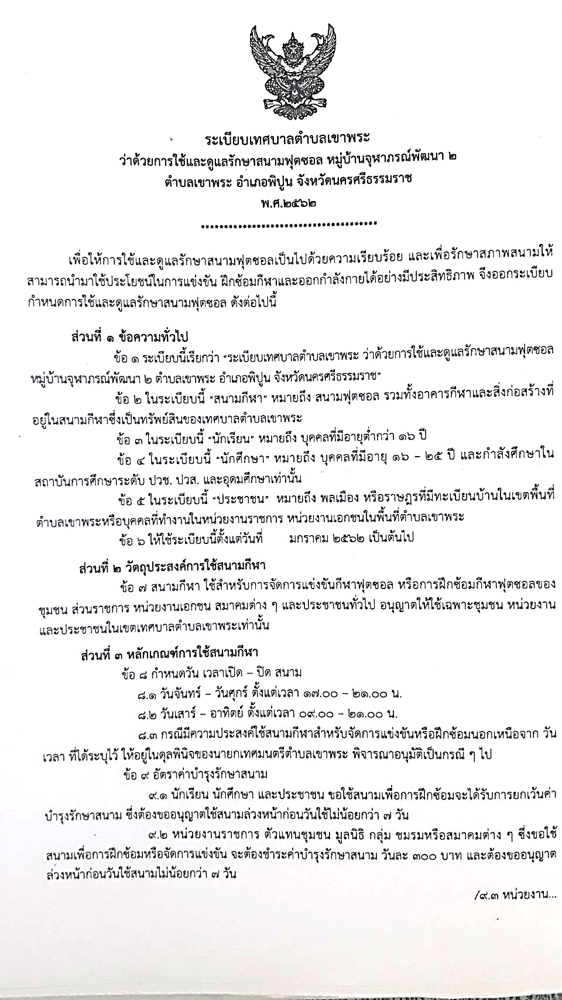 ระเบียบเทศบาลตำบลเขาพระ
ว่าด้วยการใช้และดูแลรักษาสนามฟุตซอล หมู่บ้านจุฬาภรณ์พัฒนา ๒
ตำบลเขาพระ อำเภอพิปูน จังหวัดนครศรีธรรมราช
พ.ศ.๒๕๖๒
**************************************
เพื่อให้การใช้และดูแลรักษาสนามฟุตซอลเป็นไปด้วยความเรียบร้อย และเพื่อรักษาสภาพสนามให้
สามารถนำมาใช้ประโยชน์ในการแข่งขัน ฝึกซ้อมกีฬาและออกกำลังกายได้อย่างมีประสิทธิภาพ จึงออกระเบียบ
กำหนดการใช้และดูแลรักษาสนามฟุตซอล ดังต่อไปนี้
ส่วนที่ ๑ ข้อความทั่วไป
ข้อ ๑ ระเบียบนี้เรียกว่า “ระเบียบเทศบาลตำบลเขาพระ ว่าด้วยการใช้และดูแลรักษาสนามฟุตซอล
หมู่บ้านจุฬาภรณ์พัฒนา ๒ ตำบลเขาพระ อำเภอพิปูน จังหวัดนครศรีธรรมราช”
ข้อ ๒ ในระเบียบนี้ “สนามกีฬา” หมายถึง สนามฟุตซอล รวมทั้งอาคารกีฬาและสิ่งก่อสร้างที่
อยู่ในสนามกีฬาซึ่งเป็นทรัพย์สินของเทศบาลตำบลเขาพระ
ข้อ ๓ ในระเบียบนี้ “นักเรียน” หมายถึง บุคคลที่มีอายุต่ำกว่า ๑๖ ปี
ข้อ ๔ ในระเบียบนี้ “นักศึกษา” หมายถึง บุคคลที่มีอายุ ๑๖ – ๒๕ ปี และกำลังศึกษาใน
สถาบันการศึกษาระดับ ปวช. ปวส. และอุดมศึกษาเท่านั้น
ข้อ ๕ ในระเบียบนี้ “ประชาชน” หมายถึง พลเมือง หรือราษฎรที่มีทะเบียนบ้านในเขตพื้นที่
ตำบลเขาพระหรือบุคคลที่ทำงานในหน่วยงานราชการ หน่วยงานเอกชนในพื้นที่ตำบลเขาพระ
ข้อ ๖ ให้ใช้ระเบียบนี้ตั้งแต่วันที่ มกราคม ๒๕๖๒ เป็นต้นไป
ส่วนที่ ๒ วัตถุประสงค์การใช้สนามกีฬา
ข้อ ๗ สนามกีฬา ใช้สำหรับการจัดการแข่งขันกีฬาฟุตซอล หรือการฝึกซ้อมกีฬาฟุตซอลของ
ชุมชน ส่วนราชการ หน่วยงานเอกชน สมาคมต่าง ๆ และประชาชนทั่วไป อนุญาตให้ใช้เฉพาะชุมชน หน่วยงาน
และประชาชนในเขตเทศบาลตำบลเขาพระเท่านั้น
ส่วนที่ ๓ หลักเกณฑ์การใช้สนามกีฬา
ข้อ ๘ กำหนดวัน เวลาเปิด – ปิด สนาม
๘.๑ วันจันทร์ – วันศุกร์ ตั้งแต่เวลา ๑๗.๐๐ – ๒๑.๐๐ น.
๘.๒ วันเสาร์ – อาทิตย์ ตั้งแต่เวลา ๐๙.๐๐ – ๒๑.๐๐ น.
๘.๓ กรณีมีความประสงค์ใช้สนามกีฬาสำหรับจัดการแข่งขันหรือฝึกซ้อมนอกเหนือจาก วัน
เวลา ที่ได้ระบุไว้ ให้อยู่ในดุลพินิจของนายกเทศมนตรีตำบลเขาพระ พิจารณาอนุมัติเป็นกรณี ๆ ไป
ข้อ ๙ อัตราค่าบำรุงรักษาสนาม
๙.๑ นักเรียน นักศึกษา และประชาชน ขอใช้สนามเพื่อการฝึกซ้อมจะได้รับการยกเว้นค่า
บำรุงรักษาสนาม ซึ่งต้องขออนุญาตใช้สนามล่วงหน้าก่อนวันใช้ไม่น้อยกว่า ๗ วัน
๙.๒ หน่วยงานราชการ ตัวแทนชุมชน มูลนิธิ กลุ่ม ชมรมหรือสมาคมต่าง ๆ ซึ่งขอใช้
สนามเพื่อการฝึกซ้อมหรือจัดการแข่งขัน จะต้องชำระค่าบำรุงรักษาสนาม วันละ ๓๐๐ บาท และต้องขออนุญาต
ล่วงหน้าก่อนวันใช้สนามไม่น้อยกว่า ๗ วัน
/๙.๓ หน่วยงาน...